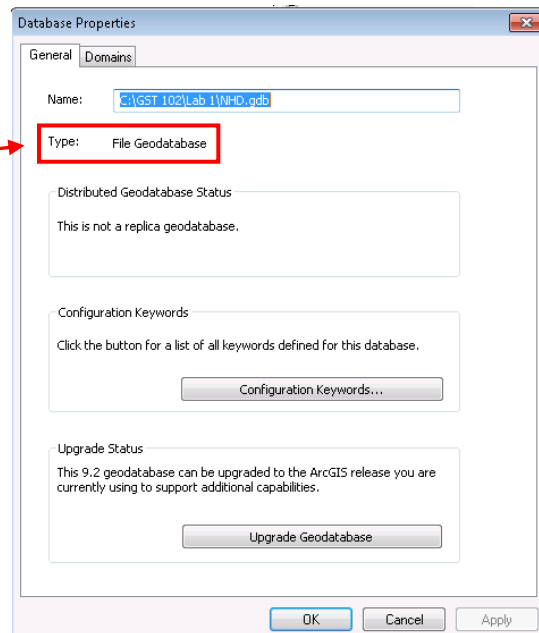 Database Properties
General Domains
Name: C:\GST 102\Lab 1\NHD.gdb
Type: File Geodatabase
Distributed Geodatabase Status
This is not a replica geodatabase.
Configuration Keywords
Click the button for a list of all keywords defined for this database.
Configuration Keywords...
Upgrade Status
This 9.2 geodatabase can be upgraded to the ArcGIS release you are
currently using to support additional capabilities.
Upgrade Geodatabase
OK Cancel Apply